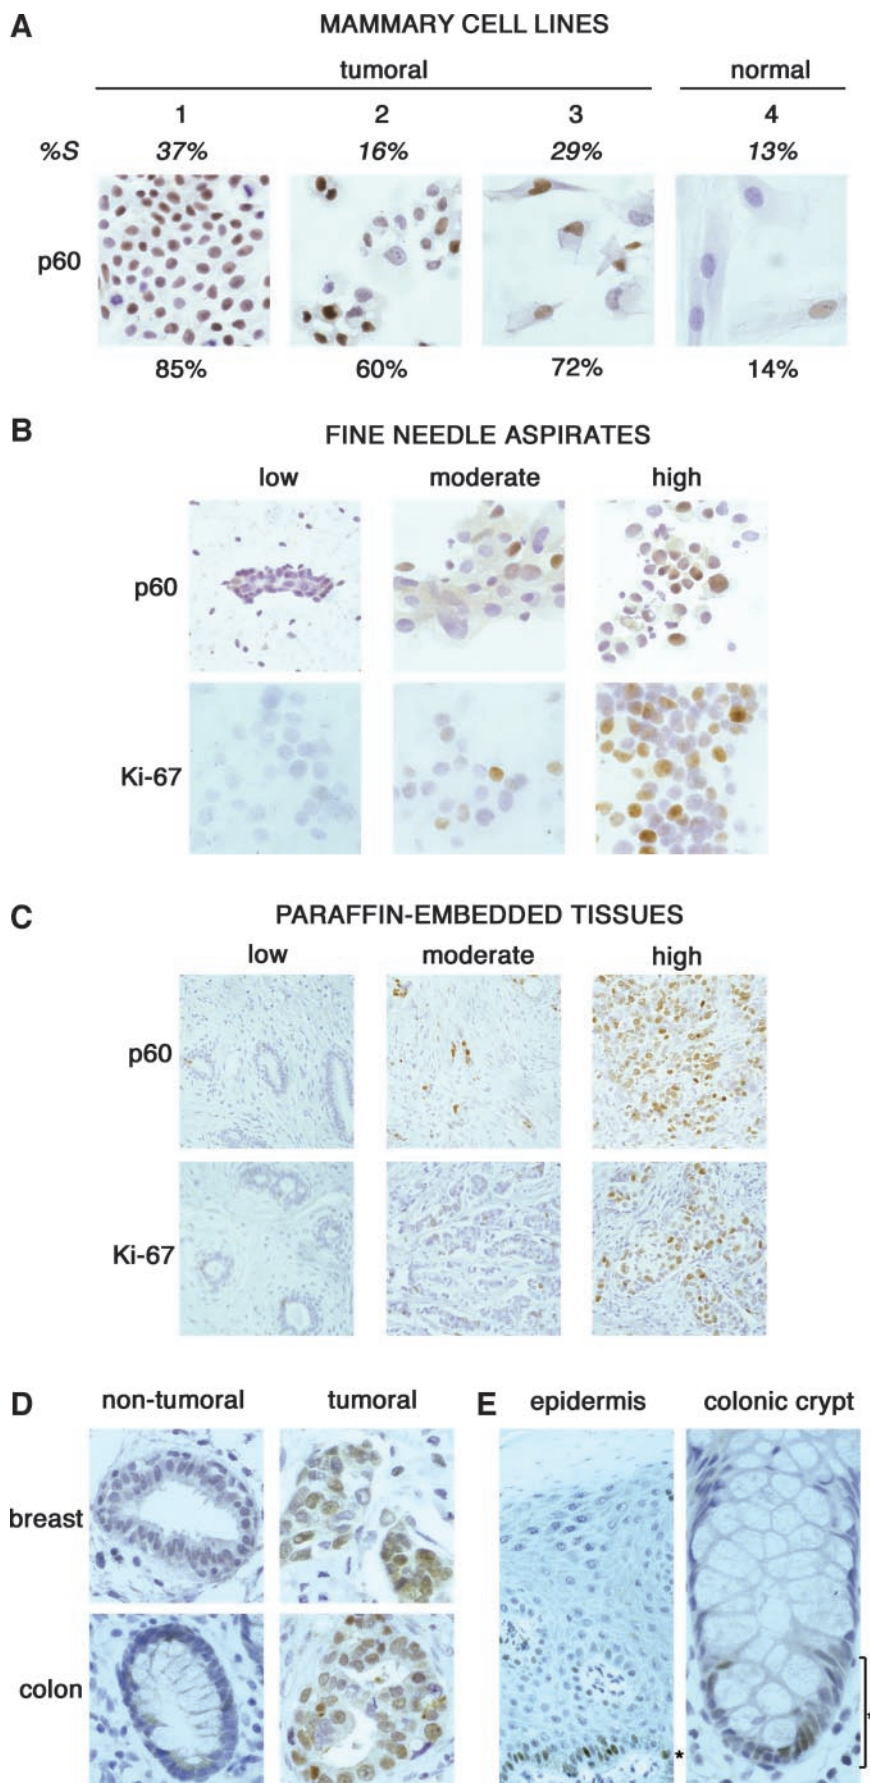 A MAMMARY CELL LINES
tumoral normal
1 2 3 4
%S 37% 16% 29% 13%
p60
85% 60% 72% 14%
B FINE NEEDLE ASPIRATES
low moderate high
p60
Ki-67
C PARAFFIN-EMBEDDED TISSUES
low moderate high
p60
Ki-67
D non-tumoral tumoral E epidermis colonic crypt
breast
colon
* *